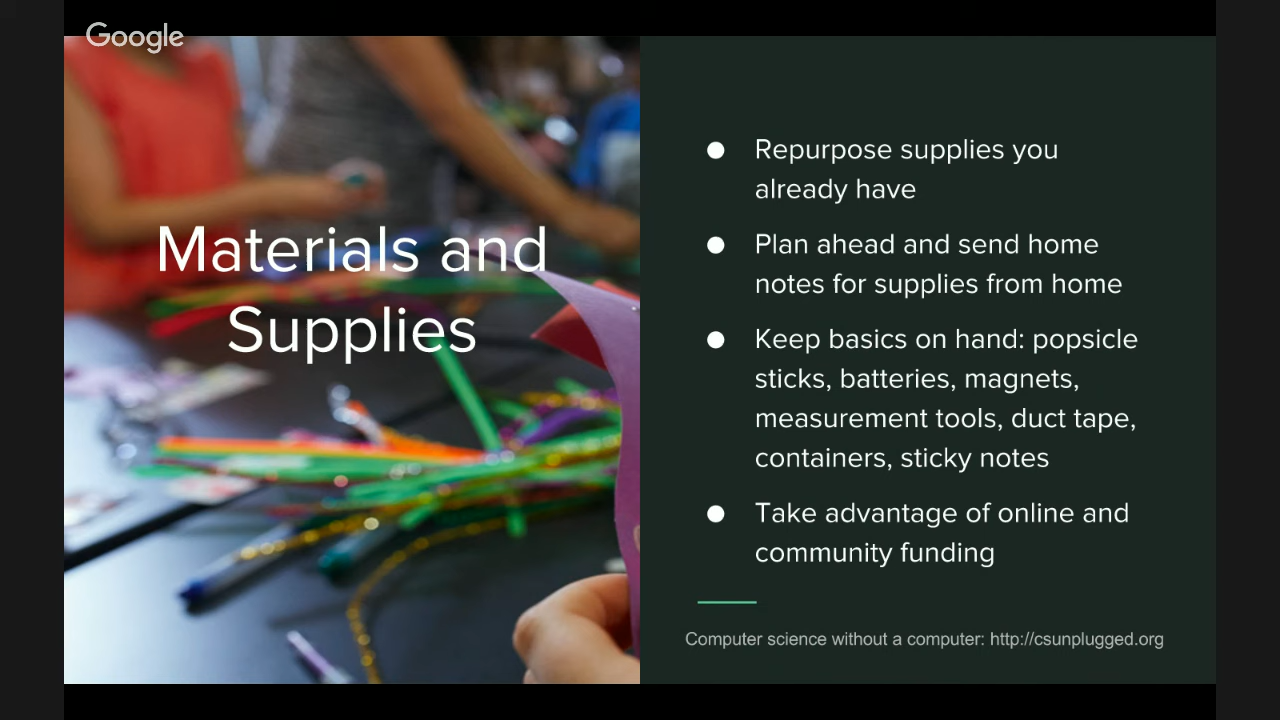 Google
Materials and
Supplies
● Repurpose supplies you
already have
● Plan ahead and send home
notes for supplies from home
● Keep basics on hand: popsicle
sticks, batteries, magnets,
measurement tools, duct tape,
containers, sticky notes
● Take advantage of online and
community funding
Computer science without a computer: http://csunplugged.org